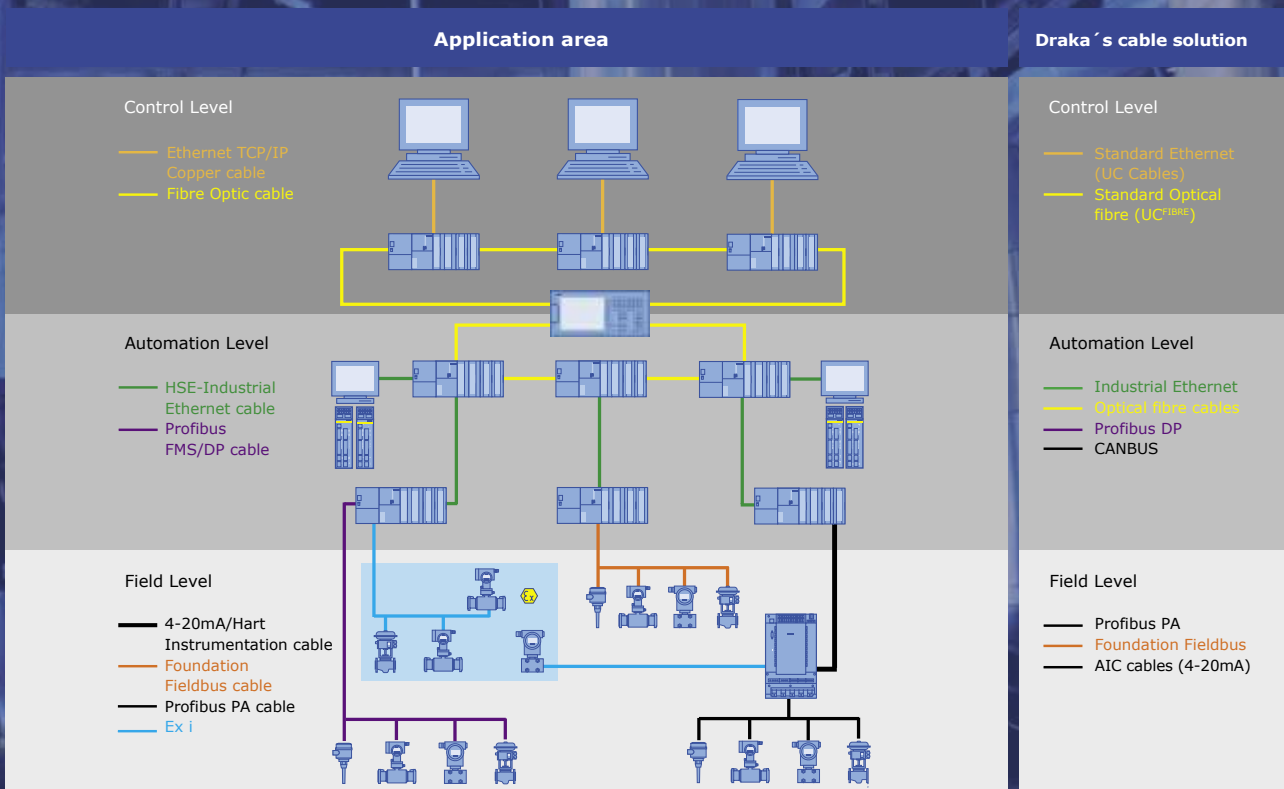 Application area
Control Level
Ethernet TCP/IP
Copper cable
Fibre Optic cable
Automation Level
HSE-Industrial
Ethernet cable
Profibus
FMS/DP cable
Field Level
4-20mA/Hart
Instrumentation cable
Foundation
Fieldbus cable
Profibus PA cable
Ex i
Ex
Draka´s cable solution
Control Level
Standard Ethernet
(UC Cables)
Standard Optical
fibre (UCFIBRE)
Automation Level
Industrial Ethernet
Optical fibre cables
Profibus DP
CANBUS
Field Level
Profibus PA
Foundation Fieldbus
AIC cables (4-20mA)